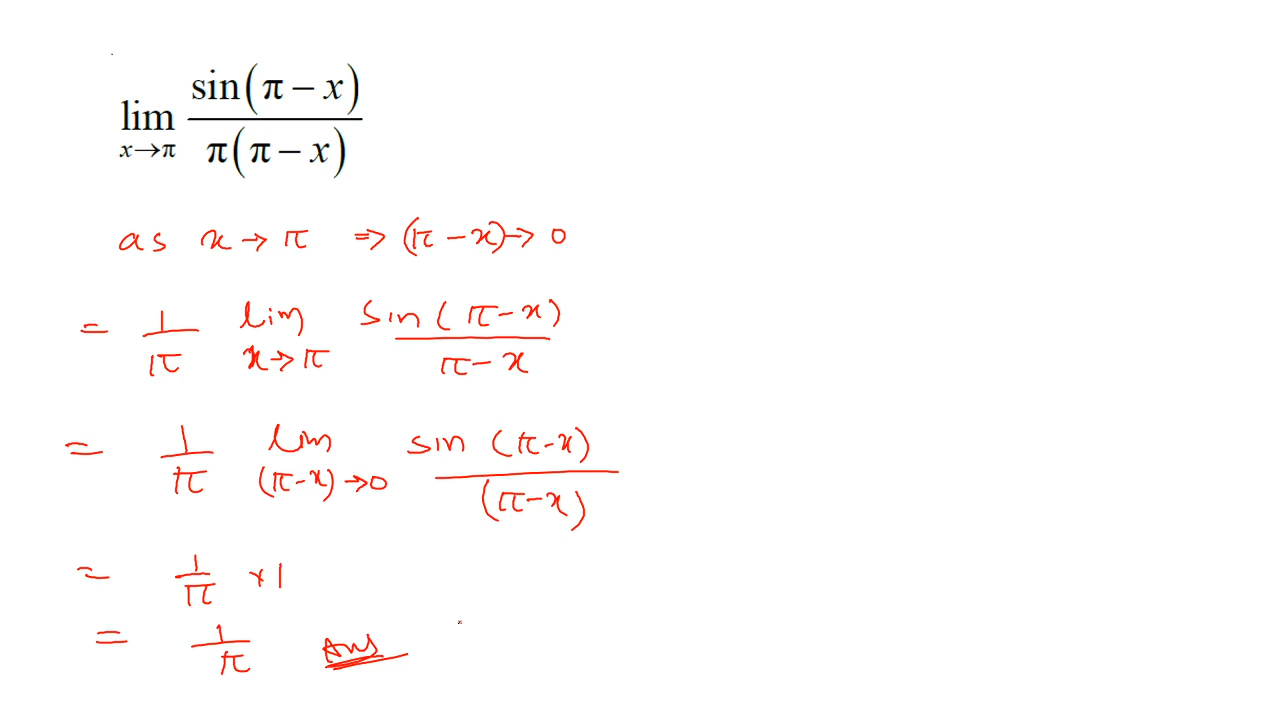 lim x→π sin(π − x) / π(π − x)
as x → π ⇒ (π − x) → 0
= 1/π lim x→π sin(π − x) / π − x
= 1/π lim (π − x)→0 sin(π − x) / (π − x)
= 1/π × 1
= 1/π Ans